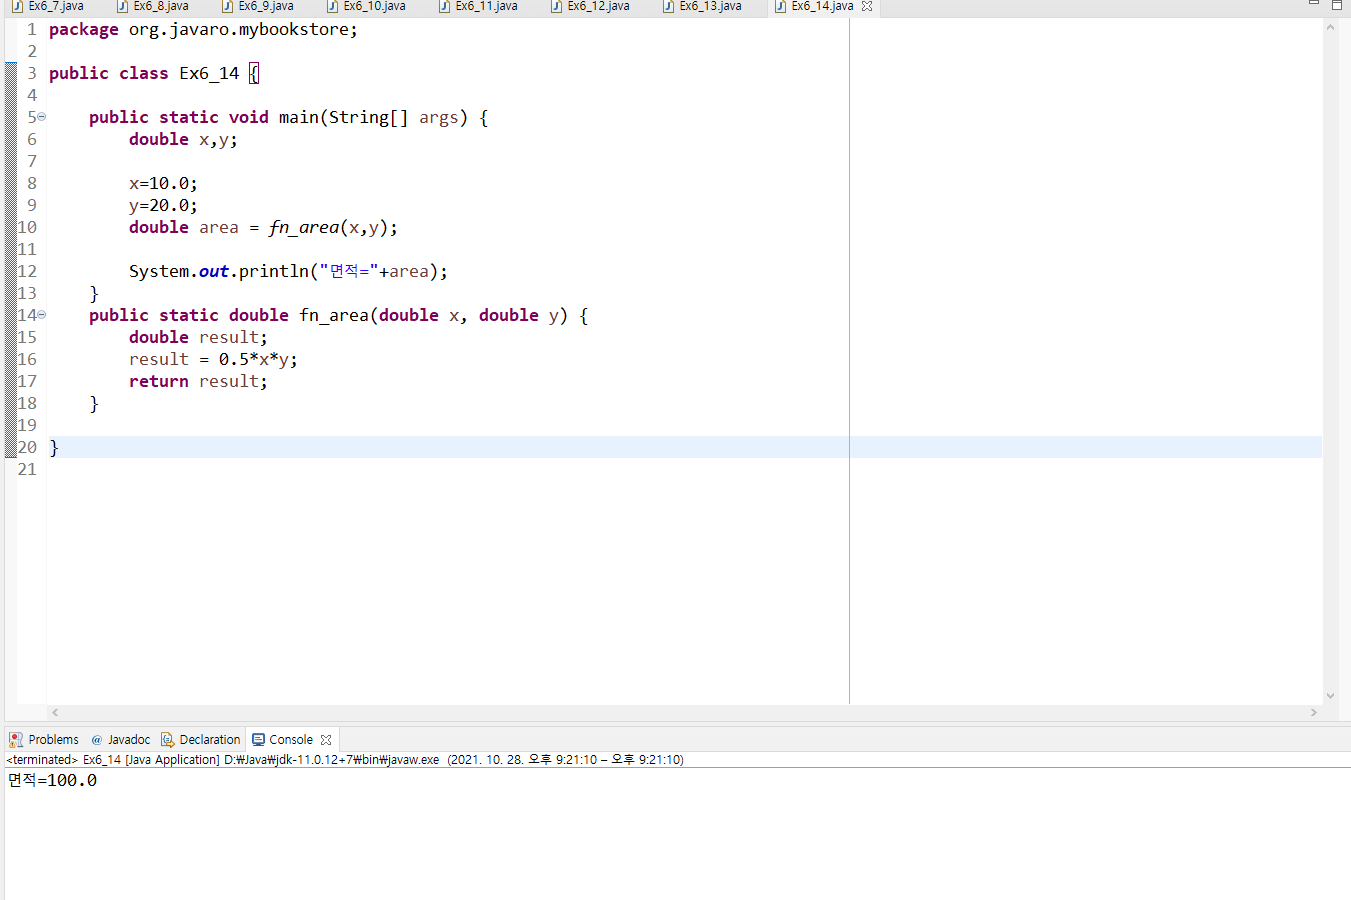 Ex6_7.java Ex6_8.java Ex6_9.java Ex6_10.java Ex6_11.java Ex6_12.java Ex6_13.java Ex6_14.java
1 package org.javaro.mybookstore;
2
3 public class Ex6_14 {
4
5 public static void main(String[] args) {
6 double x,y;
7
8 x=10.0;
9 y=20.0;
10 double area = fn_area(x,y);
11
12 System.out.println("면적="+area);
13 }
14 public static double fn_area(double x, double y) {
15 double result;
16 result = 0.5*x*y;
17 return result;
18 }
19
20 }
21
Problems @ Javadoc Declaration Console
<terminated> Ex6_14 [Java Application] D:₩Java₩jdk-11.0.12+7₩bin₩javaw.exe (2021. 10. 28. 오후 9:21:10 – 오후 9:21:10)
면적=100.0